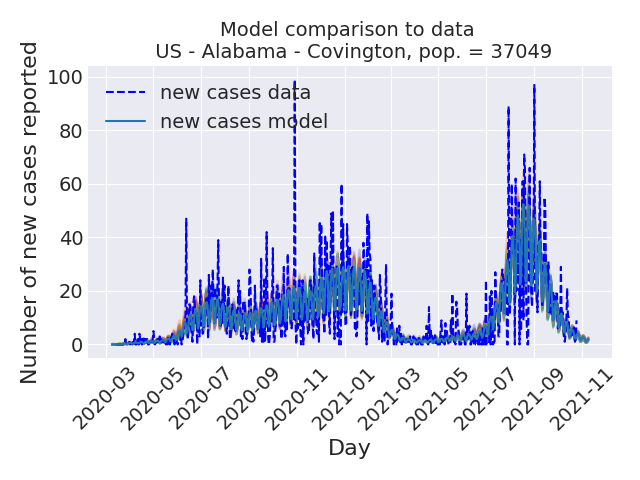 Model comparison to data
US - Alabama - Covington, pop. = 37049
Number of new cases reported
100
80
60
40
20
0
new cases data
new cases model
2020-03
2020-05
2020-07
2020-09
2020-11
2021-01
2021-03
2021-05
2021-07
2021-09
2021-11
Day